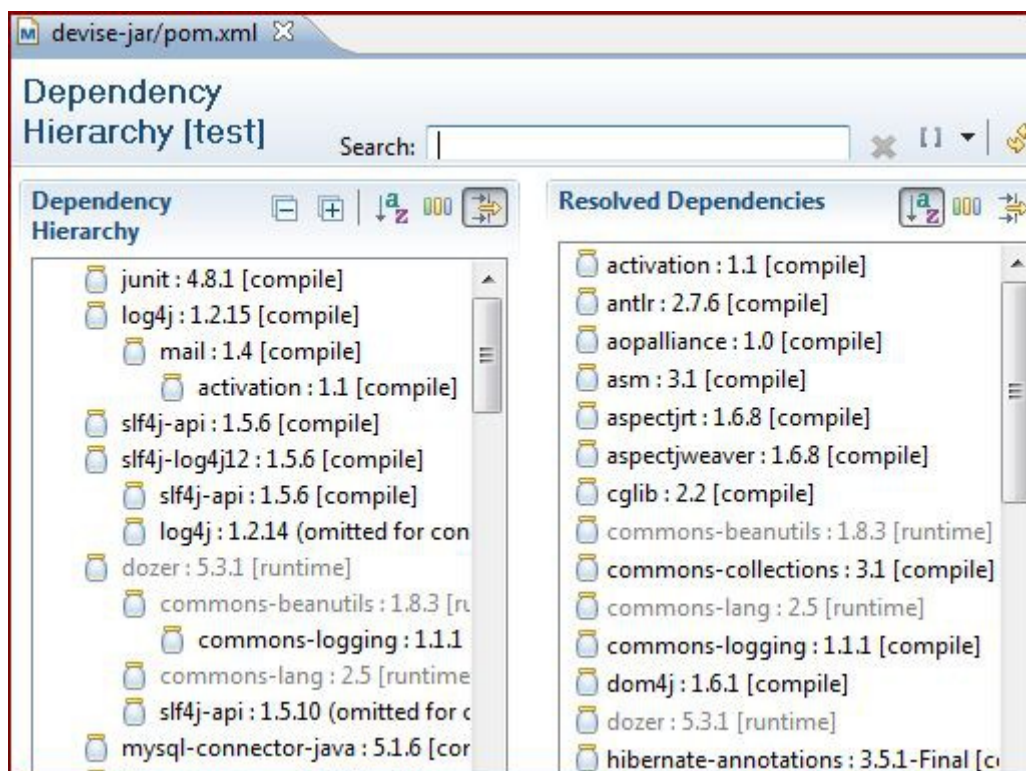 devise-jar/pom.xml
Dependency
Hierarchy [test]
Search:
Dependency
Hierarchy
junit : 4.8.1 [compile]
log4j : 1.2.15 [compile]
mail : 1.4 [compile]
activation : 1.1 [compile]
slf4j-api : 1.5.6 [compile]
slf4j-log4j12 : 1.5.6 [compile]
slf4j-api : 1.5.6 [compile]
log4j : 1.2.14 (omitted for con
dozer : 5.3.1 [runtime]
commons-beanutils : 1.8.3 [ru
commons-logging : 1.1.1
commons-lang : 2.5 [runtime
slf4j-api : 1.5.10 (omitted for c
mysql-connector-java : 5.1.6 [cor
Resolved Dependencies
activation : 1.1 [compile]
antlr : 2.7.6 [compile]
aopalliance : 1.0 [compile]
asm : 3.1 [compile]
aspectjrt : 1.6.8 [compile]
aspectjweaver : 1.6.8 [compile]
cglib : 2.2 [compile]
commons-beanutils : 1.8.3 [runtime]
commons-collections : 3.1 [compile]
commons-lang : 2.5 [runtime]
commons-logging : 1.1.1 [compile]
dom4j : 1.6.1 [compile]
dozer : 5.3.1 [runtime]
hibernate-annotations : 3.5.1-Final [c